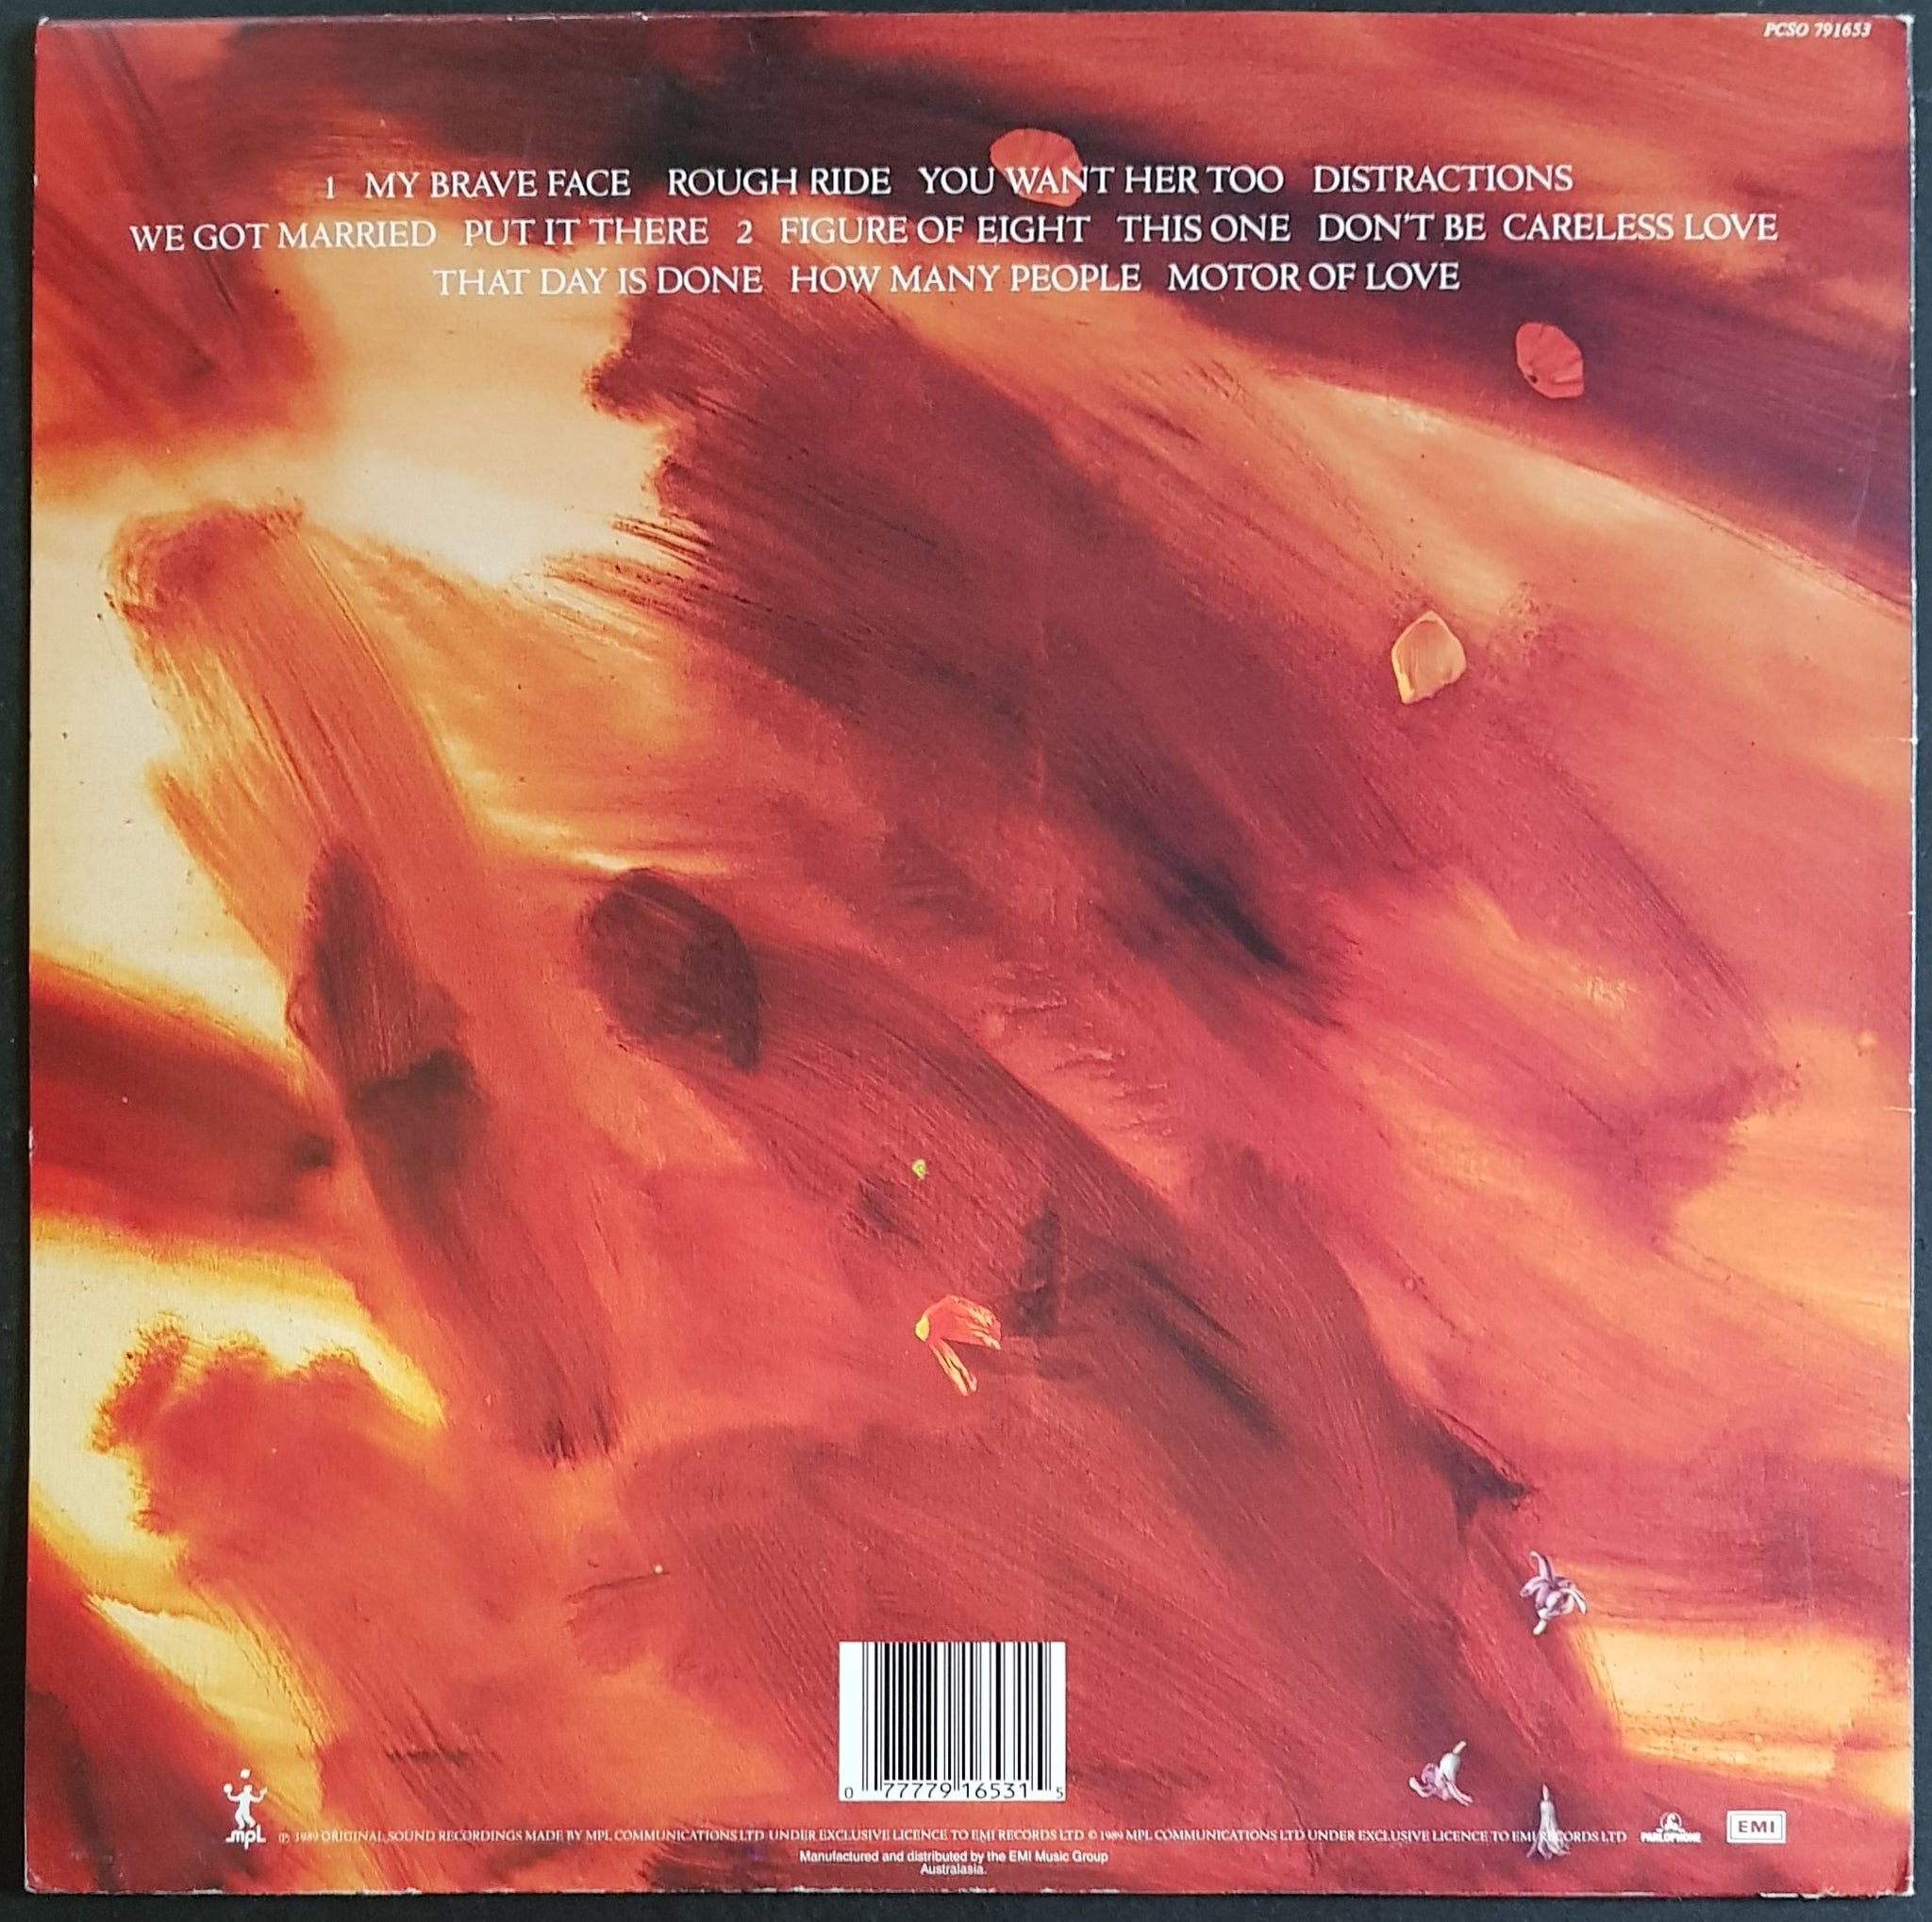 PCSO 791653
1 MY BRAVE FACE ROUGH RIDE YOU WANT HER TOO DISTRACTIONS
WE GOT MARRIED PUT IT THERE 2 FIGURE OF EIGHT THIS ONE DON'T BE CARELESS LOVE
THAT DAY IS DONE HOW MANY PEOPLE MOTOR OF LOVE
0 77779 16531 5
mpL ℗ 1989 ORIGINAL SOUND RECORDINGS MADE BY MPL COMMUNICATIONS LTD UNDER EXCLUSIVE LICENCE TO EMI RECORDS LTD © 1989 MPL COMMUNICATIONS LTD UNDER EXCLUSIVE LICENCE TO EMI RECORDS LTD PARLOPHONE EMI
Manufactured and distributed by the EMI Music Group
Australasia.